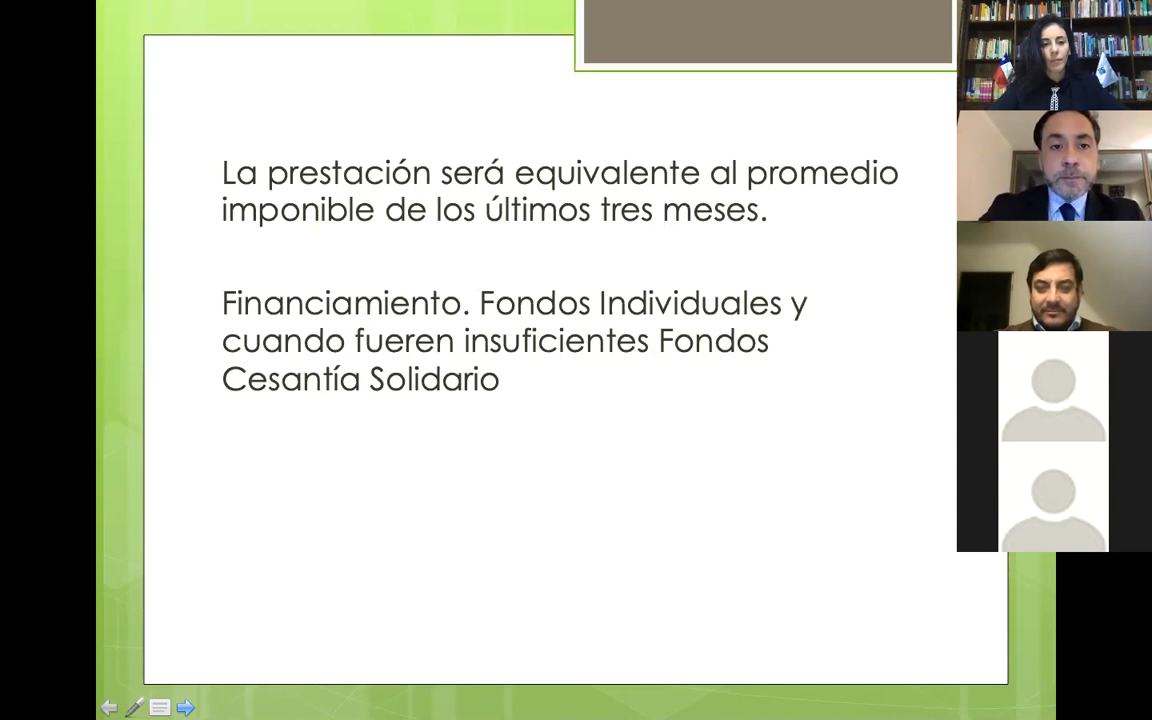 La prestación será equivalente al promedio
imponible de los últimos tres meses.
Financiamiento. Fondos Individuales y
cuando fueren insuficientes Fondos
Cesantía Solidario